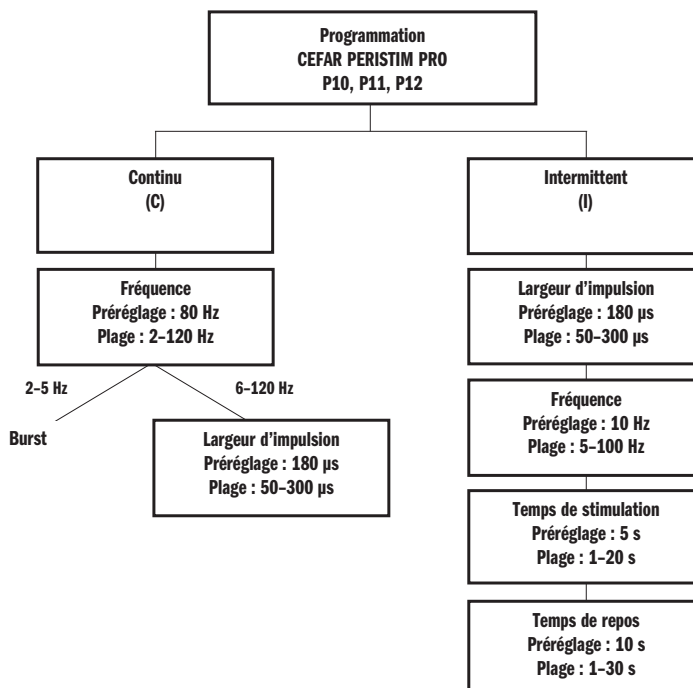 Programmation
CEFAR PERISTIM PRO
P10, P11, P12
Continu
(C)
Fréquence
Préréglage : 80 Hz
Plage : 2–120 Hz
2–5 Hz
6–120 Hz
Burst
Largeur d’impulsion
Préréglage : 180 µs
Plage : 50–300 µs
Intermittent
(I)
Largeur d’impulsion
Préréglage : 180 µs
Plage : 50–300 µs
Fréquence
Préréglage : 10 Hz
Plage : 5–100 Hz
Temps de stimulation
Préréglage : 5 s
Plage : 1–20 s
Temps de repos
Préréglage : 10 s
Plage : 1–30 s